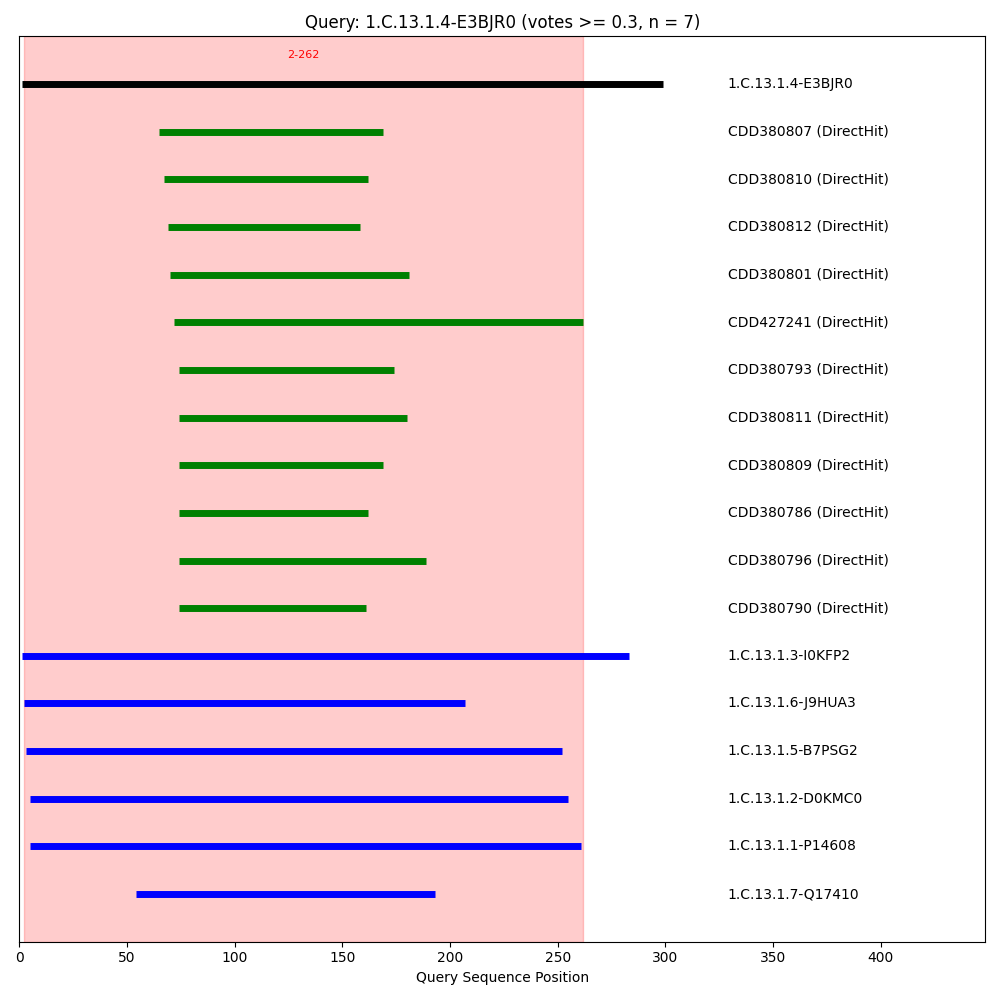 Query: 1.C.13.1.4-E3BJR0 (votes >= 0.3, n = 7)
2-262
1.C.13.1.4-E3BJR0
CDD380807 (DirectHit)
CDD380810 (DirectHit)
CDD380812 (DirectHit)
CDD380801 (DirectHit)
CDD427241 (DirectHit)
CDD380793 (DirectHit)
CDD380811 (DirectHit)
CDD380809 (DirectHit)
CDD380786 (DirectHit)
CDD380796 (DirectHit)
CDD380790 (DirectHit)
1.C.13.1.3-I0KFP2
1.C.13.1.6-J9HUA3
1.C.13.1.5-B7PSG2
1.C.13.1.2-D0KMC0
1.C.13.1.1-P14608
1.C.13.1.7-Q17410
0 50 100 150 200 250 300 350 400
Query Sequence Position